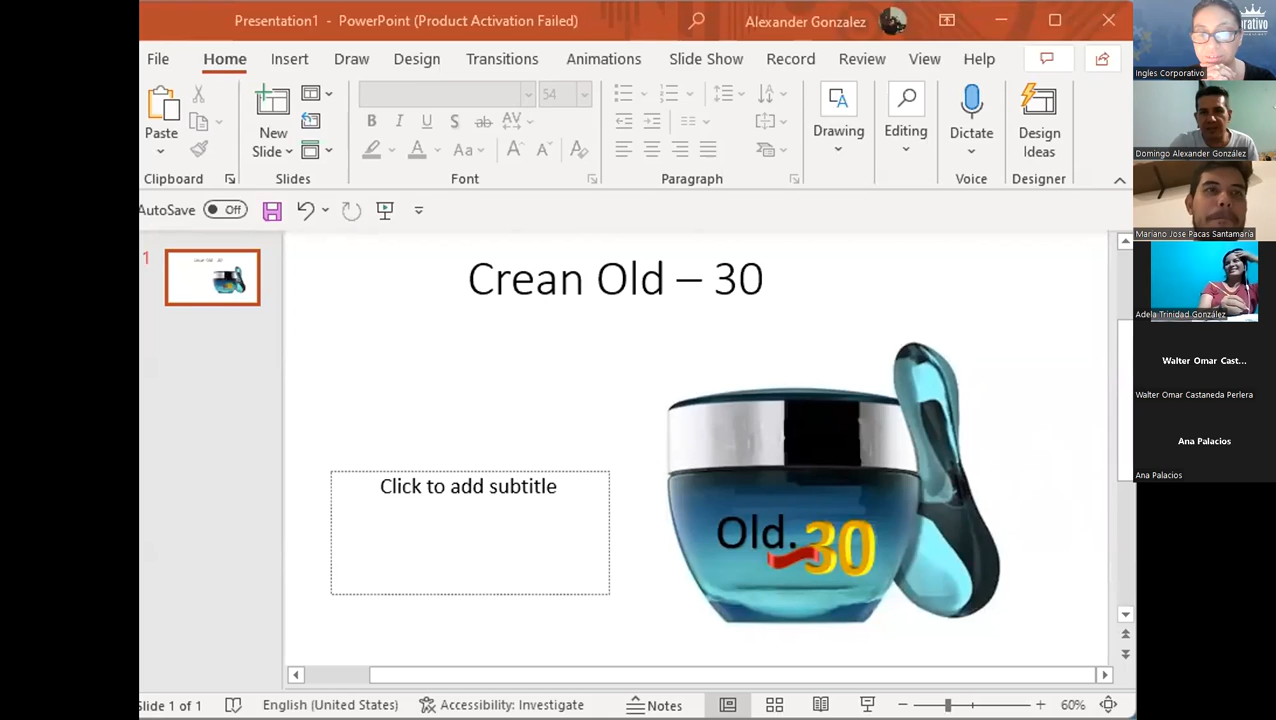 Presentation1 - PowerPoint (Product Activation Failed)
Alexander Gonzalez
File Home Insert Draw Design Transitions Animations Slide Show Record Review View Help
54
Paste
New
Slide
Drawing
Editing
Dictate
Design
Ideas
Clipboard
Slides
Font
Paragraph
Voice
Designer
AutoSave Off
1
Crean Old – 30
Click to add subtitle
Old. 30
Slide 1 of 1
English (United States)
Accessibility: Investigate
Notes
60%
Ingles Corporativo
Domingo Alexander González
Mariano Jose Pacas Santamaría
Adela Trinidad González
Walter Omar Cast...
Walter Omar Castaneda Perlera
Ana Palacios
Ana Palacios